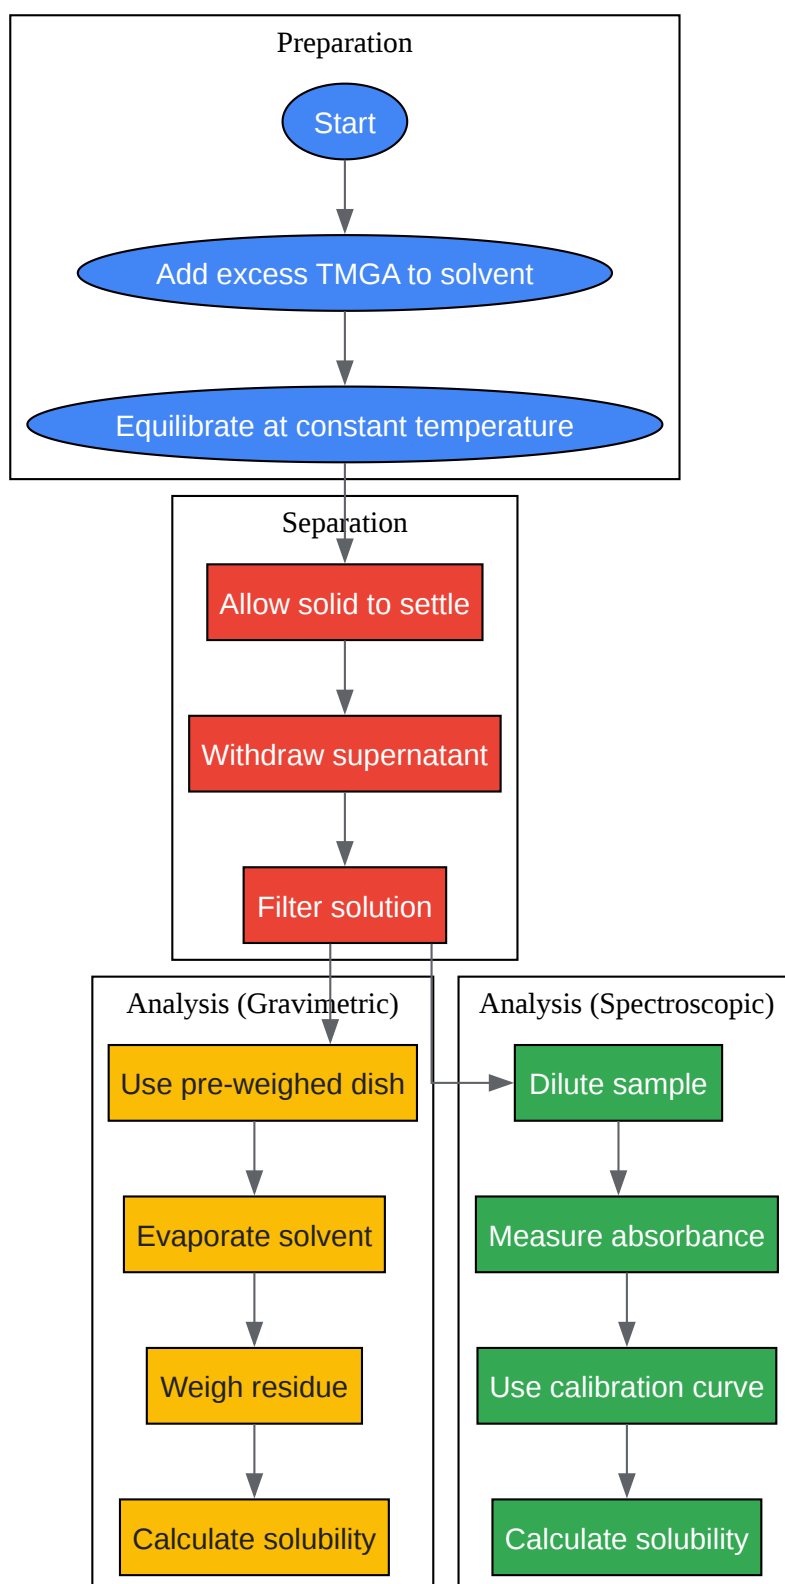 Preparation
Start
Add excess TMGA to solvent
Equilibrate at constant temperature
Separation
Allow solid to settle
Withdraw supernatant
Filter solution
Analysis (Gravimetric)
Use pre-weighed dish
Evaporate solvent
Weigh residue
Calculate solubility
Analysis (Spectroscopic)
Dilute sample
Measure absorbance
Use calibration curve
Calculate solubility